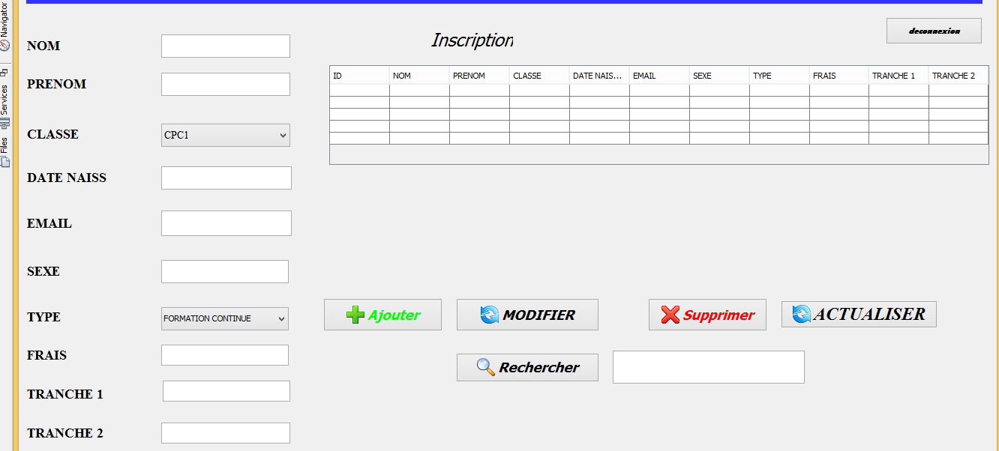 Navigator
Services
Files
deconnexion
Inscription
NOM
PRENOM
CLASSE
CPC1
DATE NAISS
EMAIL
SEXE
TYPE
FORMATION CONTINUE
FRAIS
TRANCHE 1
TRANCHE 2
ID NOM PRENOM CLASSE DATE NAIS... EMAIL SEXE TYPE FRAIS TRANCHE 1 TRANCHE 2
Ajouter
MODIFIER
Supprimer
ACTUALISER
Rechercher